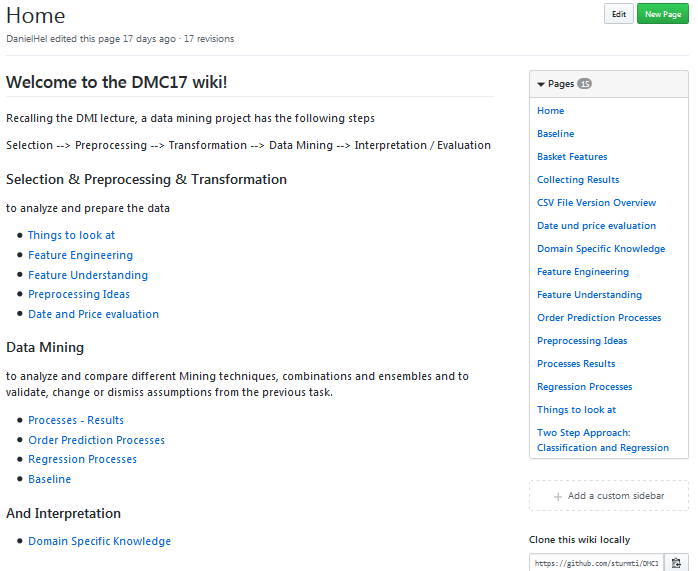 Home
Edit
New Page
DanielHel edited this page 17 days ago · 17 revisions
Welcome to the DMC17 wiki!
Recalling the DMI lecture, a data mining project has the following steps
Selection --> Preprocessing --> Transformation --> Data Mining --> Interpretation / Evaluation
Selection & Preprocessing & Transformation
to analyze and prepare the data
Things to look at
Feature Engineering
Feature Understanding
Preprocessing Ideas
Date and Price evaluation
Data Mining
to analyze and compare different Mining techniques, combinations and ensembles and to
validate, change or dismiss assumptions from the previous task.
Processes - Results
Order Prediction Processes
Regression Processes
Baseline
And Interpretation
Domain Specific Knowledge
Pages 15
Home
Baseline
Basket Features
Collecting Results
CSV File Version Overview
Date und price evaluation
Domain Specific Knowledge
Feature Engineering
Feature Understanding
Order Prediction Processes
Preprocessing Ideas
Processes Results
Regression Processes
Things to look at
Two Step Approach:
Classification and Regression
+ Add a custom sidebar
Clone this wiki locally
https://github.com/sturmti/DMC1